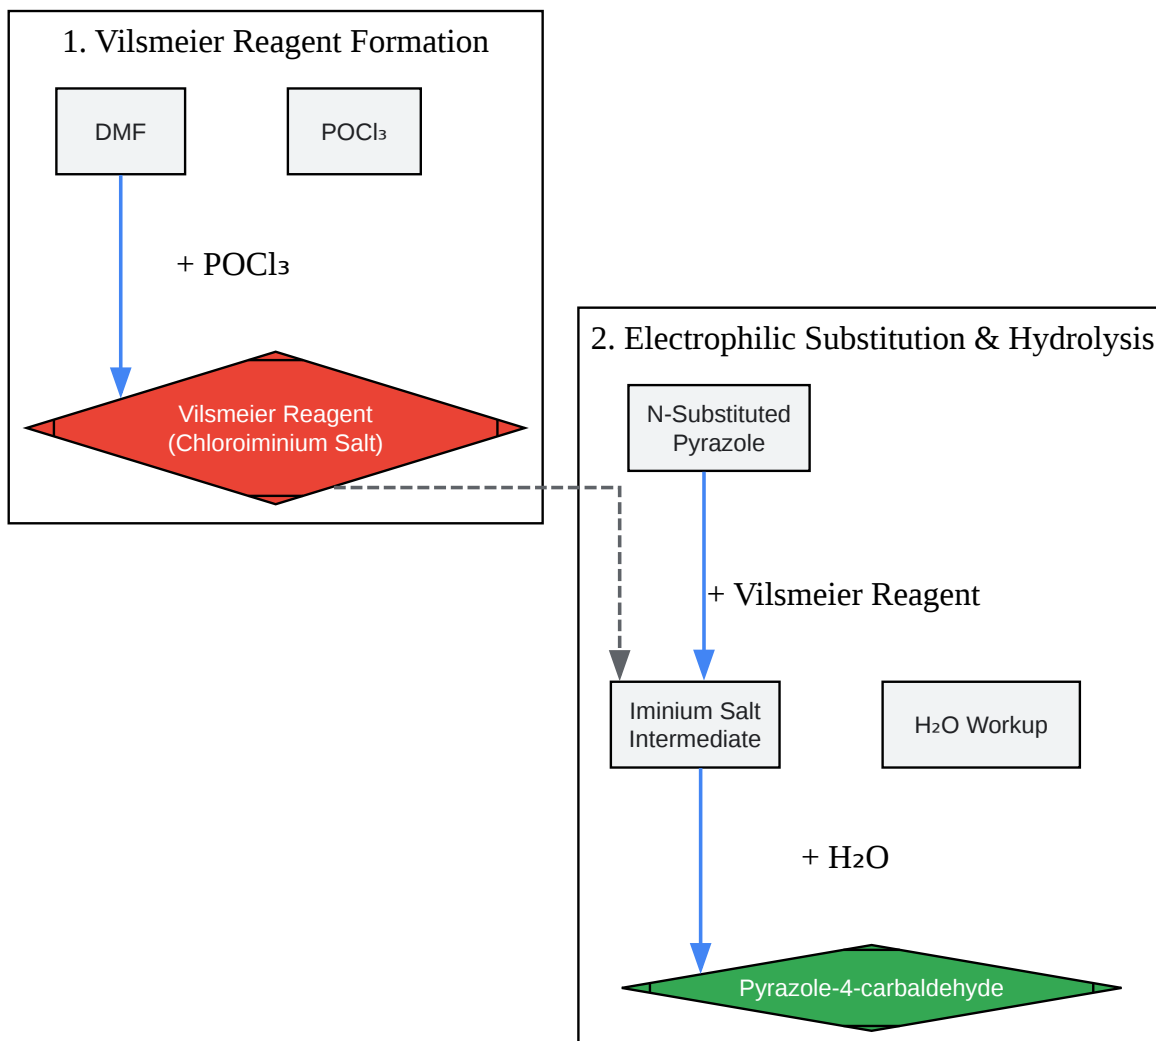 1. Vilsmeier Reagent Formation
DMF
POCl₃
+ POCl₃
Vilsmeier Reagent
(Chloroiminium Salt)
2. Electrophilic Substitution & Hydrolysis
N-Substituted
Pyrazole
+ Vilsmeier Reagent
Iminium Salt
Intermediate
H₂O Workup
+ H₂O
Pyrazole-4-carbaldehyde